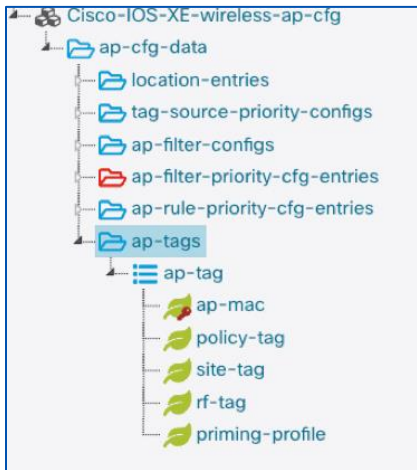 Cisco-IOS-XE-wireless-ap-cfg
ap-cfg-data
location-entries
tag-source-priority-configs
ap-filter-configs
ap-filter-priority-cfg-entries
ap-rule-priority-cfg-entries
ap-tags
ap-tag
ap-mac
policy-tag
site-tag
rf-tag
priming-profile